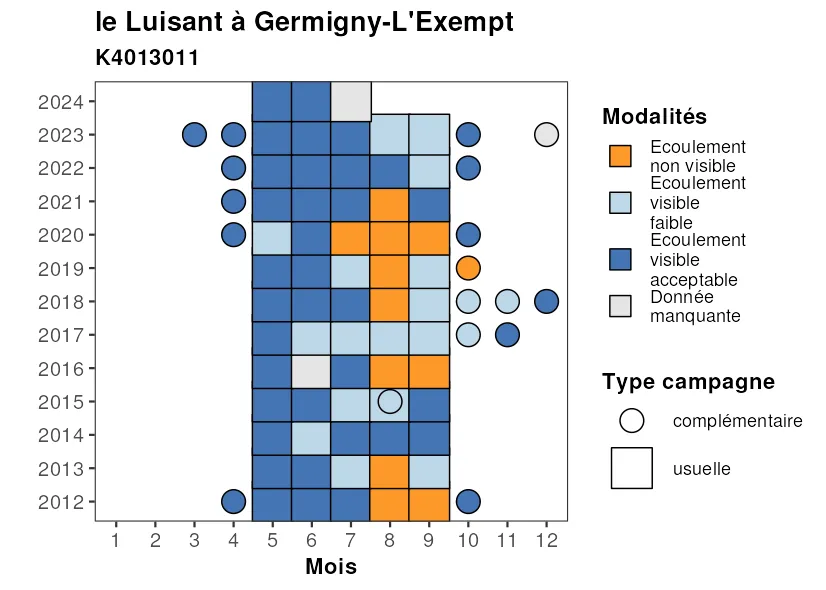 le Luisant à Germigny-L'Exempt
K4013011
2024
2023
2022
2021
2020
2019
2018
2017
2016
2015
2014
2013
2012
1 2 3 4 5 6 7 8 9 10 11 12
Mois
Modalités
Ecoulement
non visible
Ecoulement
visible
faible
Ecoulement
visible
acceptable
Donnée
manquante
Type campagne
complémentaire
usuelle